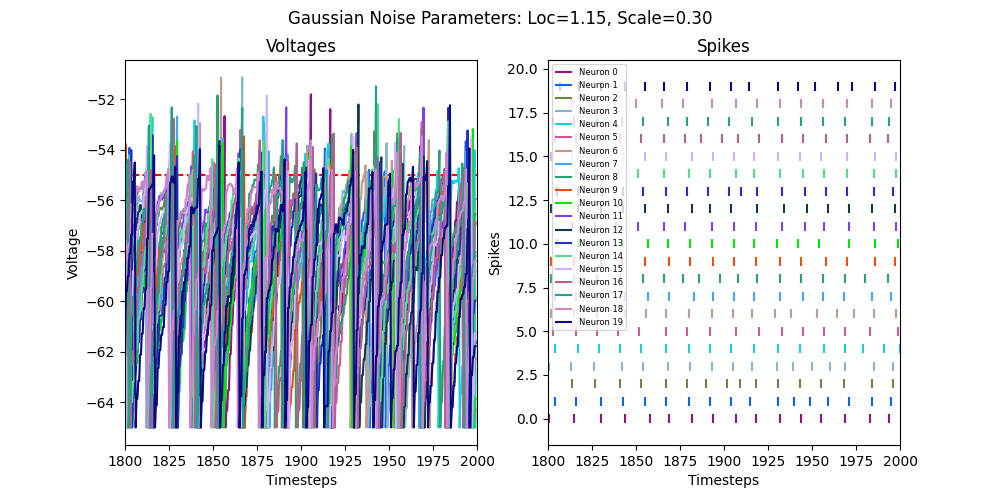 Gaussian Noise Parameters: Loc=1.15, Scale=0.30
Voltages
Voltage
−52
−54
−56
−58
−60
−62
−64
1800
1825
1850
1875
1900
1925
1950
1975
2000
Timesteps
Spikes
Spikes
20.0
17.5
15.0
12.5
10.0
7.5
5.0
2.5
0.0
Neuron 0
Neuron 1
Neuron 2
Neuron 3
Neuron 4
Neuron 5
Neuron 6
Neuron 7
Neuron 8
Neuron 9
Neuron 10
Neuron 11
Neuron 12
Neuron 13
Neuron 14
Neuron 15
Neuron 16
Neuron 17
Neuron 18
Neuron 19
1800
1825
1850
1875
1900
1925
1950
1975
2000
Timesteps